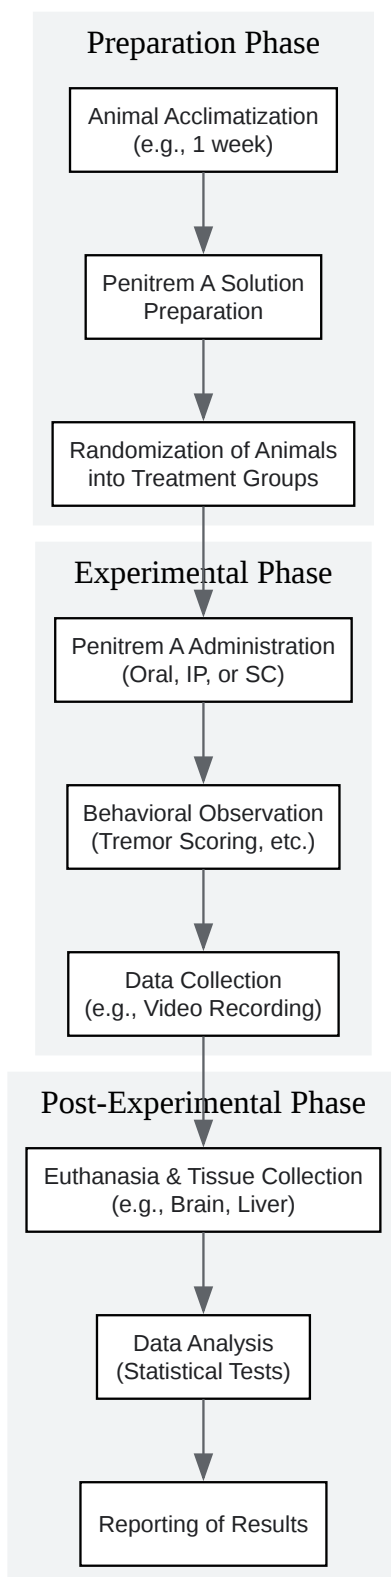 Preparation Phase
Animal Acclimatization
(e.g., 1 week)
Penitrem A Solution
Preparation
Randomization of Animals
into Treatment Groups
Experimental Phase
Penitrem A Administration
(Oral, IP, or SC)
Behavioral Observation
(Tremor Scoring, etc.)
Data Collection
(e.g., Video Recording)
Post-Experimental Phase
Euthanasia & Tissue Collection
(e.g., Brain, Liver)
Data Analysis
(Statistical Tests)
Reporting of Results